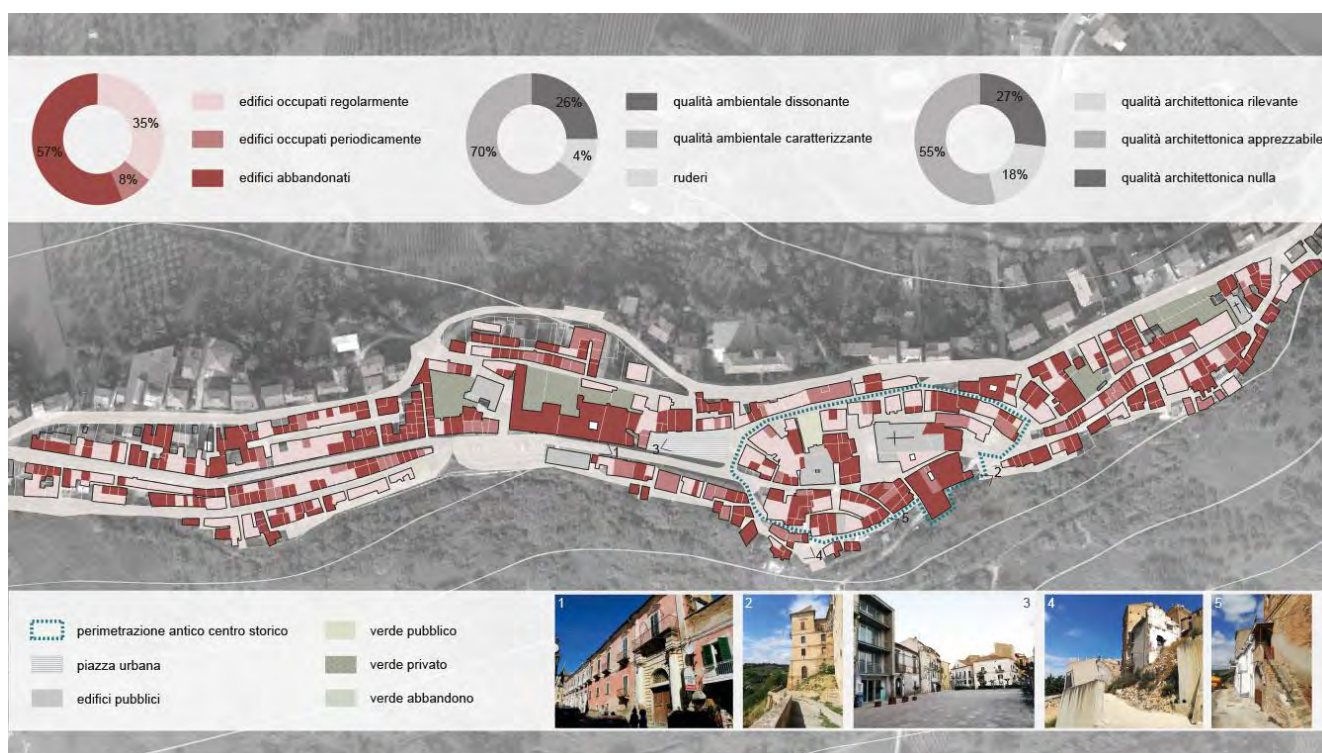 35%
57%
8%
edifici occupati regolarmente
edifici occupati periodicamente
edifici abbandonati
26%
70%
4%
qualità ambientale dissonante
qualità ambientale caratterizzante
ruderi
27%
55%
18%
qualità architettonica rilevante
qualità architettonica apprezzabile
qualità architettonica nulla
1
3
2
5
4
perimetrazione antico centro storico
piazza urbana
edifici pubblici
verde pubblico
verde privato
verde abbandono
1
2
3
4
5